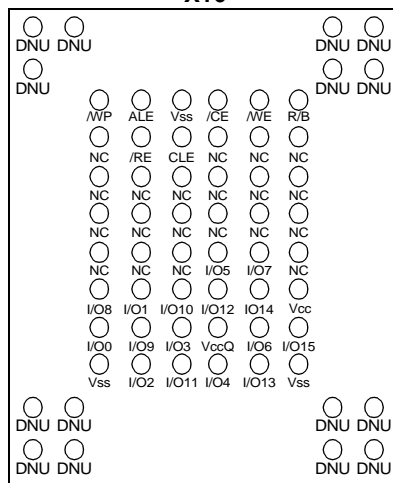 DNU DNU DNU DNU
DNU DNU DNU
/WP ALE Vss /CE /WE R/B
NC /RE CLE NC NC NC
NC NC NC NC NC NC
NC NC NC NC NC NC
NC NC NC I/O5 I/O7 NC
I/O8 I/O1 I/O10 I/O12 IO14 Vcc
I/O0 I/O9 I/O3 VccQ I/O6 I/O15
Vss I/O2 I/O11 I/O4 I/O13 Vss
DNU DNU DNU DNU
DNU DNU DNU DNU